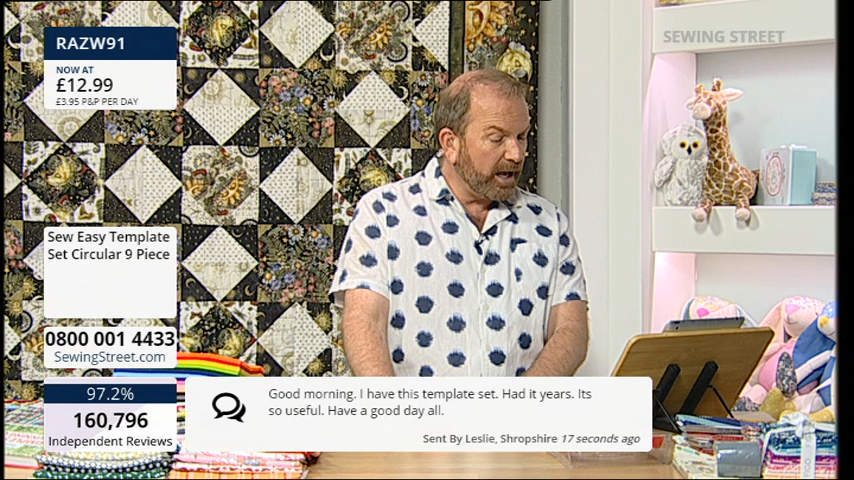 RAZW91
NOW AT
£12.99
£3.95 P&P PER DAY
SEWING STREET
Sew Easy Template
Set Circular 9 Piece
0800 001 4433
SewingStreet.com
97.2%
160,796
Independent Reviews
Good morning. I have this template set. Had it years. Its
so useful. Have a good day all.
Sent By Leslie, Shropshire 17 seconds ago